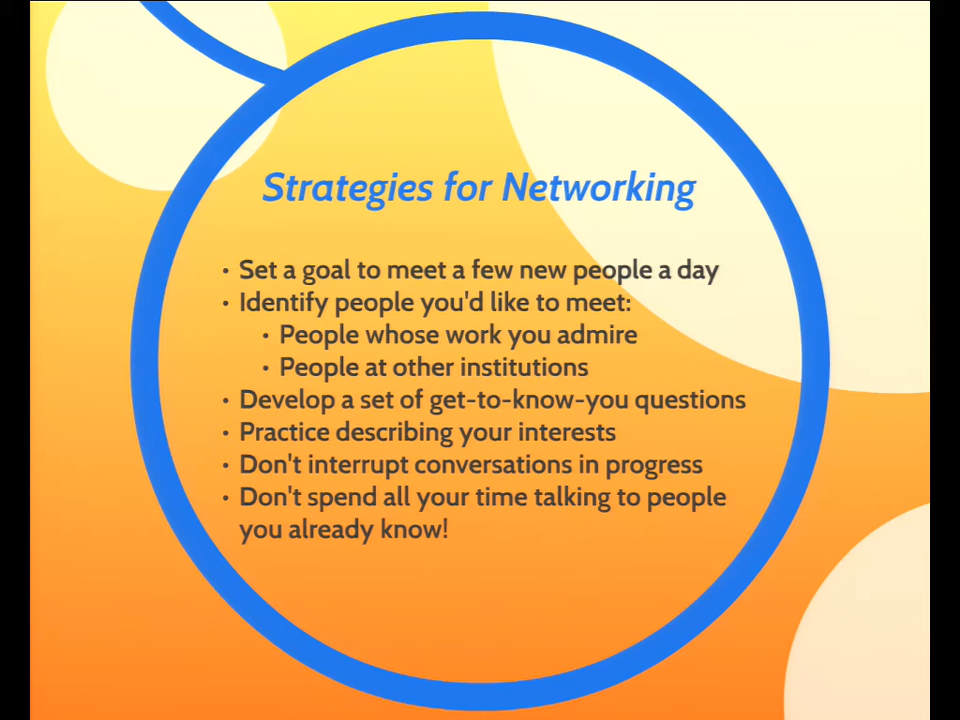 Strategies for Networking
• Set a goal to meet a few new people a day
• Identify people you'd like to meet:
• People whose work you admire
• People at other institutions
• Develop a set of get-to-know-you questions
• Practice describing your interests
• Don't interrupt conversations in progress
• Don't spend all your time talking to people
you already know!